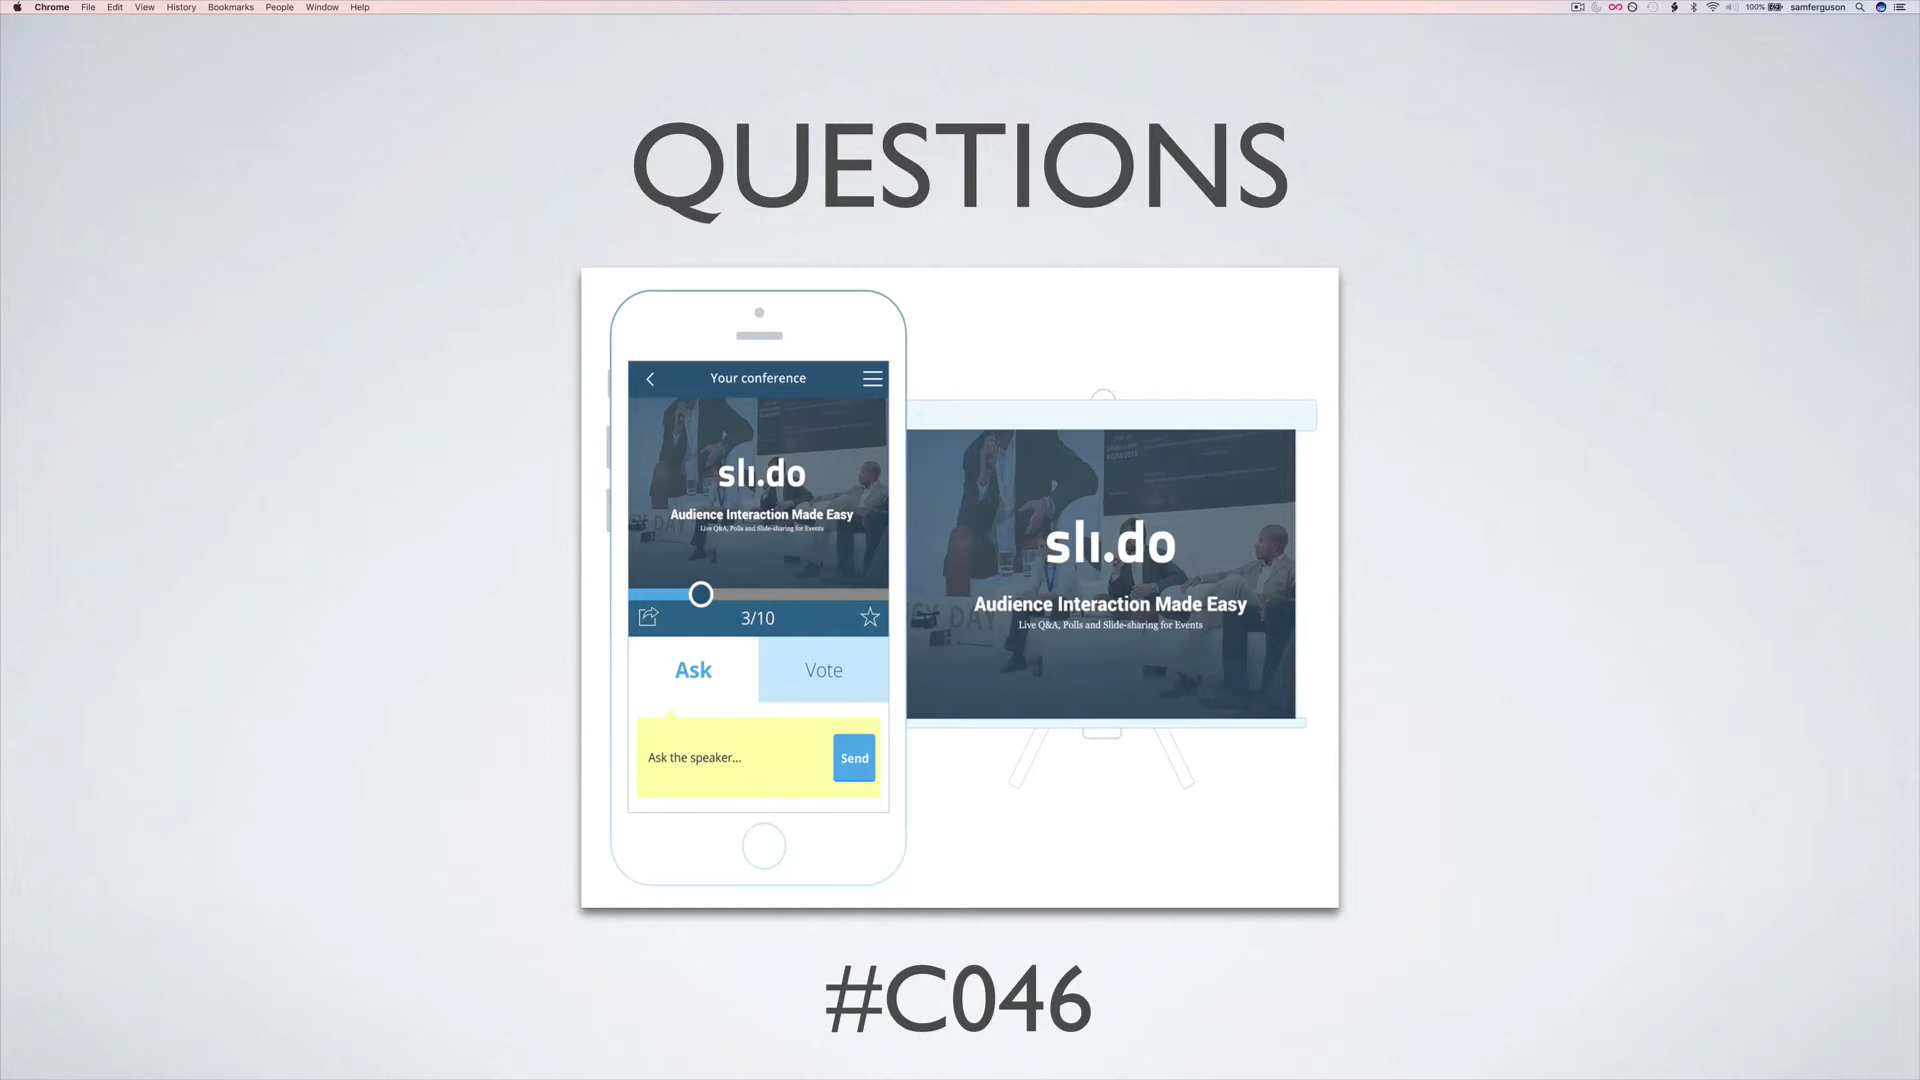 Chrome File Edit View History Bookmarks People Window Help 100% samferguson
QUESTIONS
Your conference
sli.do
Audience Interaction Made Easy
Live Q&A, Polls and Slide-sharing for Events
3/10
Ask Vote
Ask the speaker... Send
sli.do
Audience Interaction Made Easy
Live Q&A, Polls and Slide-sharing for Events
#C046